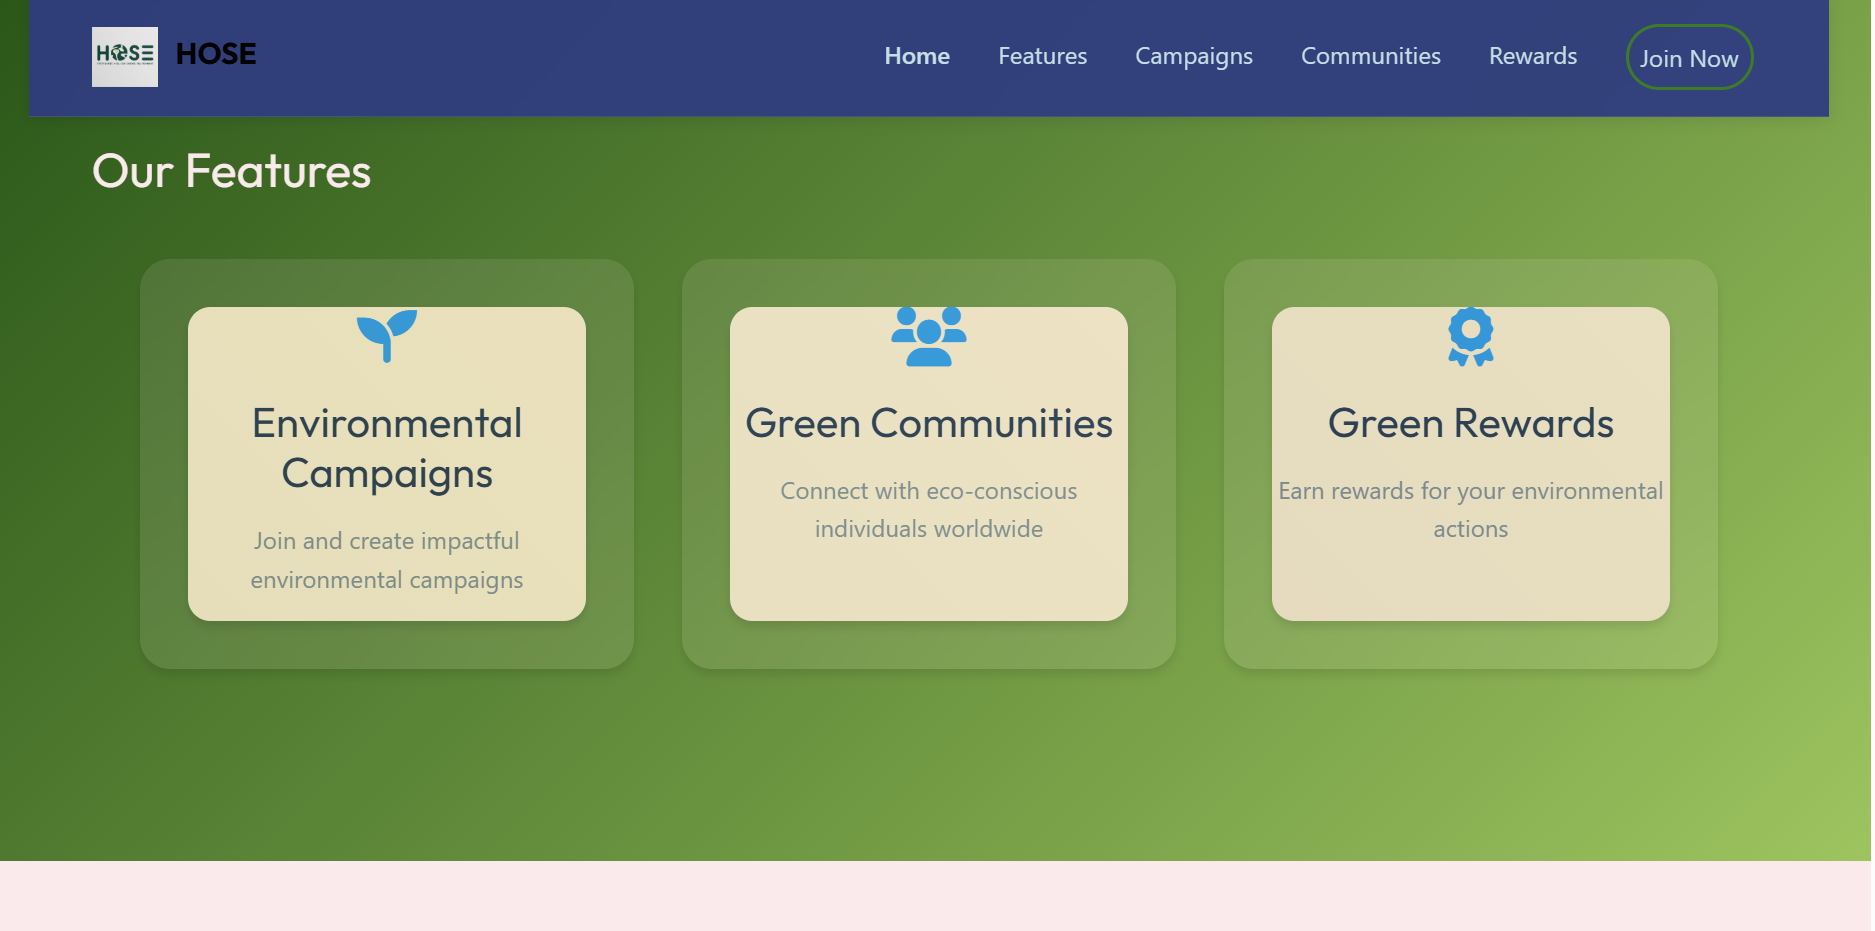 HOSE HOSE
Home Features Campaigns Communities Rewards Join Now
Our Features
Environmental
Campaigns
Join and create impactful
environmental campaigns
Green Communities
Connect with eco-conscious
individuals worldwide
Green Rewards
Earn rewards for your environmental
actions